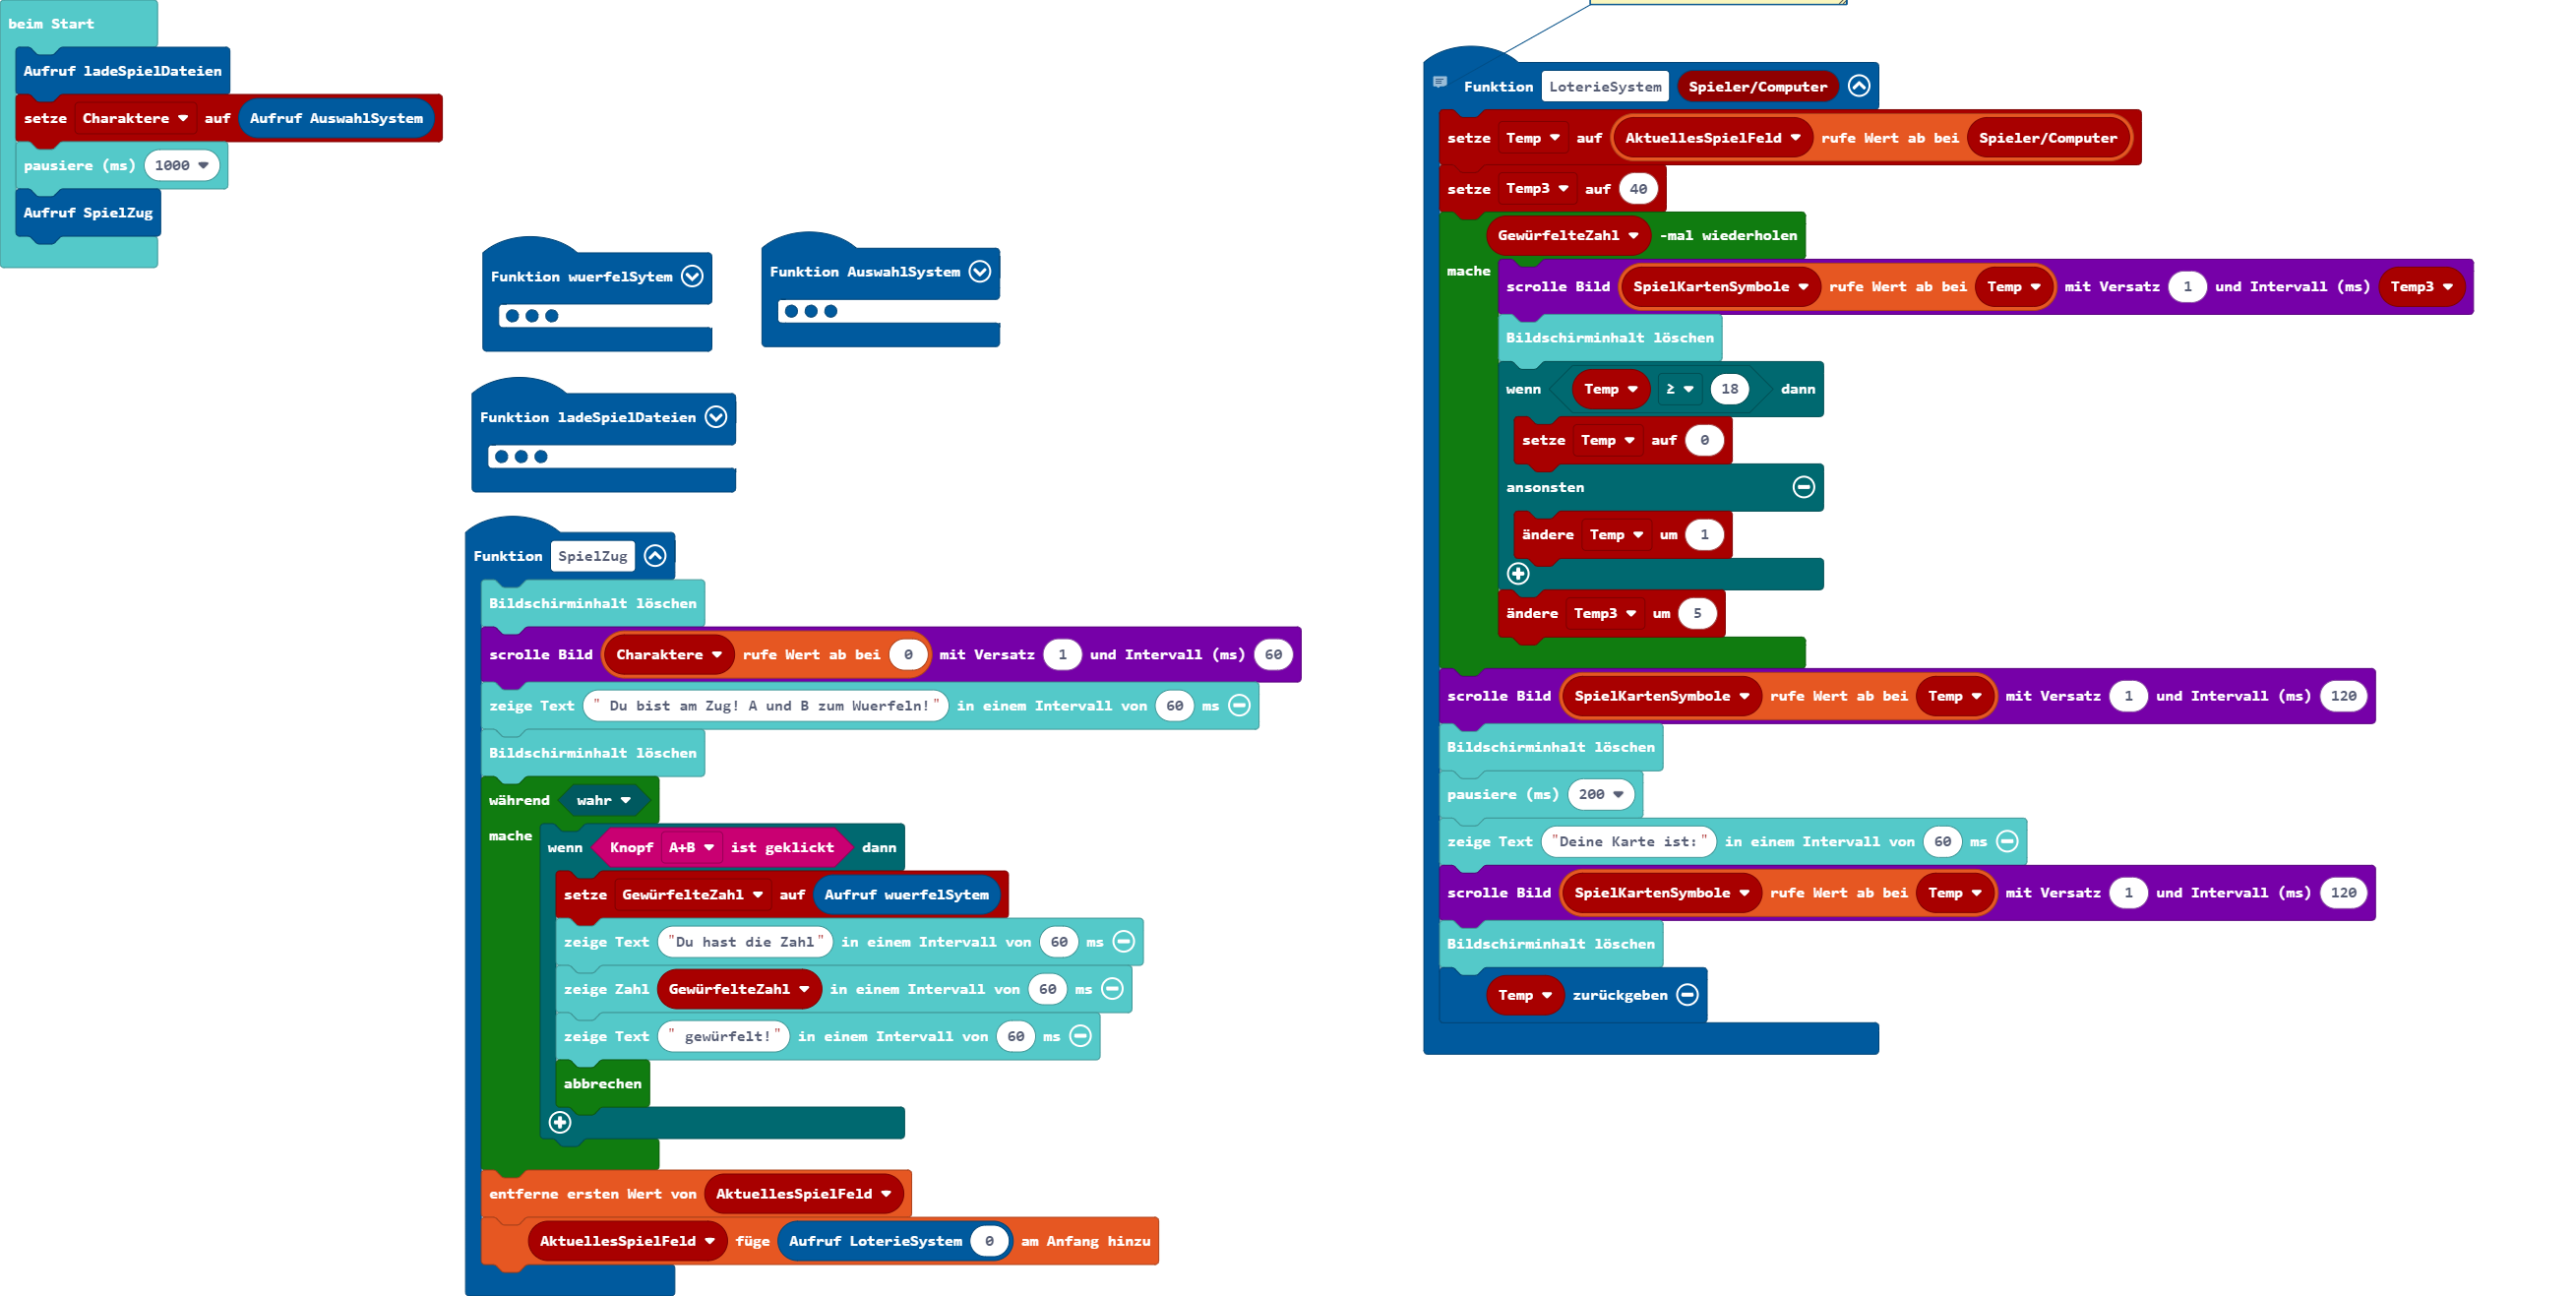 beim Start
Aufruf ladeSpielDateien
setze Charaktere auf Aufruf AuswahlSystem
pausiere (ms) 1000
Aufruf SpielZug
Funktion wuerfelSytem
Funktion AuswahlSystem
Funktion ladeSpielDateien
Funktion SpielZug
Bildschirminhalt löschen
scrolle Bild Charaktere rufe Wert ab bei 0 mit Versatz 1 und Intervall (ms) 60
zeige Text " Du bist am Zug! A und B zum Wuerfeln!" in einem Intervall von 60 ms
Bildschirminhalt löschen
während wahr
mache
wenn Knopf A+B ist geklickt dann
setze GewürfelteZahl auf Aufruf wuerfelSytem
zeige Text "Du hast die Zahl" in einem Intervall von 60 ms
zeige Zahl GewürfelteZahl in einem Intervall von 60 ms
zeige Text " gewürfelt!" in einem Intervall von 60 ms
abbrechen
entferne ersten Wert von AktuellesSpielFeld
AktuellesSpielFeld füge Aufruf LoterieSystem 0 am Anfang hinzu
Funktion LoterieSystem Spieler/Computer
setze Temp auf AktuellesSpielFeld rufe Wert ab bei Spieler/Computer
setze Temp3 auf 40
GewürfelteZahl -mal wiederholen
mache
scrolle Bild SpielKartenSymbole rufe Wert ab bei Temp mit Versatz 1 und Intervall (ms) Temp3
Bildschirminhalt löschen
wenn Temp ≥ 18 dann
setze Temp auf 0
ansonsten
ändere Temp um 1
ändere Temp3 um 5
scrolle Bild SpielKartenSymbole rufe Wert ab bei Temp mit Versatz 1 und Intervall (ms) 120
Bildschirminhalt löschen
pausiere (ms) 200
zeige Text "Deine Karte ist:" in einem Intervall von 60 ms
scrolle Bild SpielKartenSymbole rufe Wert ab bei Temp mit Versatz 1 und Intervall (ms) 120
Bildschirminhalt löschen
Temp zurückgeben